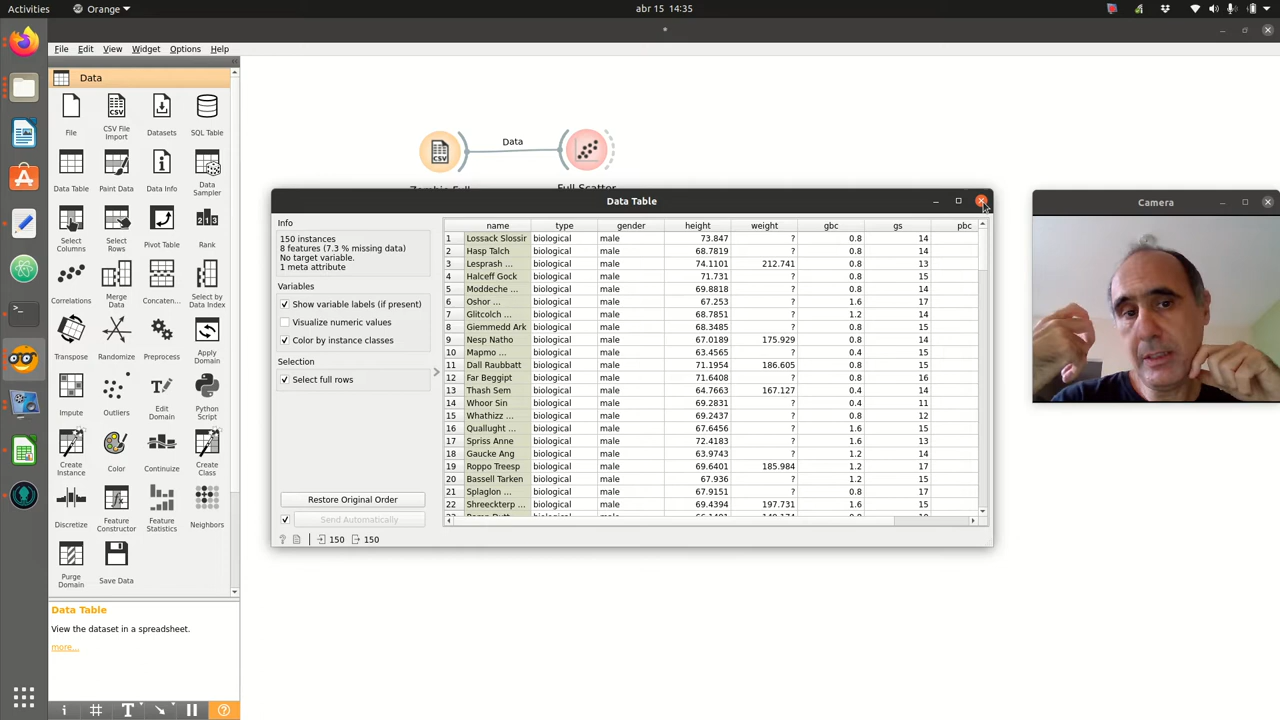 Activities
Orange
abr 15 14:35
File Edit View Widget Options Help
Data
File
CSV File
Import
Datasets
SQL Table
Data Table
Paint Data
Data Info
Data
Sampler
Select
Columns
Select
Rows
Pivot Table
Rank
Correlations
Merge
Data
Concaten...
Select by
Data Index
Transpose
Randomize
Preprocess
Apply
Domain
Impute
Outliers
Edit
Domain
Python
Script
Create
Instance
Color
Continuize
Create
Class
Discretize
Feature
Constructor
Feature
Statistics
Neighbors
Purge
Domain
Save Data
Data Table
View the dataset in a spreadsheet.
more...
Data
Data Table
Info
150 instances
8 features (7.3 % missing data)
No target variable.
1 meta attribute
Variables
Show variable labels (if present)
Visualize numeric values
Color by instance classes
Selection
Select full rows
Restore Original Order
Send Automatically
150 150
name type gender height weight gbc gs pbc
1 Lossack Slossir biological male 73.847 ? 0.8 14
2 Hasp Talch biological male 68.7819 ? 0.8 14
3 Lesprash ... biological male 74.1101 212.741 0.8 13
4 Halceff Gock biological male 71.731 ? 0.8 15
5 Moddeche ... biological male 69.8818 ? 0.8 14
6 Oshor ... biological male 67.253 ? 1.6 17
7 Glitcolch ... biological male 68.7851 ? 1.2 14
8 Giemmedd Ark biological male 68.3485 ? 0.8 15
9 Nesp Natho biological male 67.0189 175.929 0.8 14
10 Mapmo ... biological male 63.4565 ? 0.4 15
11 Dall Raubbatt biological male 71.1954 186.605 0.8 15
12 Far Beggipt biological male 71.6408 ? 0.8 16
13 Thash Sem biological male 64.7663 167.127 0.4 14
14 Whoor Sin biological male 69.2831 ? 0.4 11
15 Whathizz ... biological male 69.2437 ? 0.8 12
16 Quallught ... biological male 67.6456 ? 1.6 15
17 Spriss Anne biological male 72.4183 ? 1.6 13
18 Gaucke Ang biological male 63.9743 ? 1.2 14
19 Roppo Treesp biological male 69.6401 185.984 1.2 17
20 Bassell Tarken biological male 67.936 ? 1.2 15
21 Splaglon ... biological male 67.9151 ? 0.8 17
22 Shreeckterp ... biological male 69.4394 197.731 1.6 15
Camera